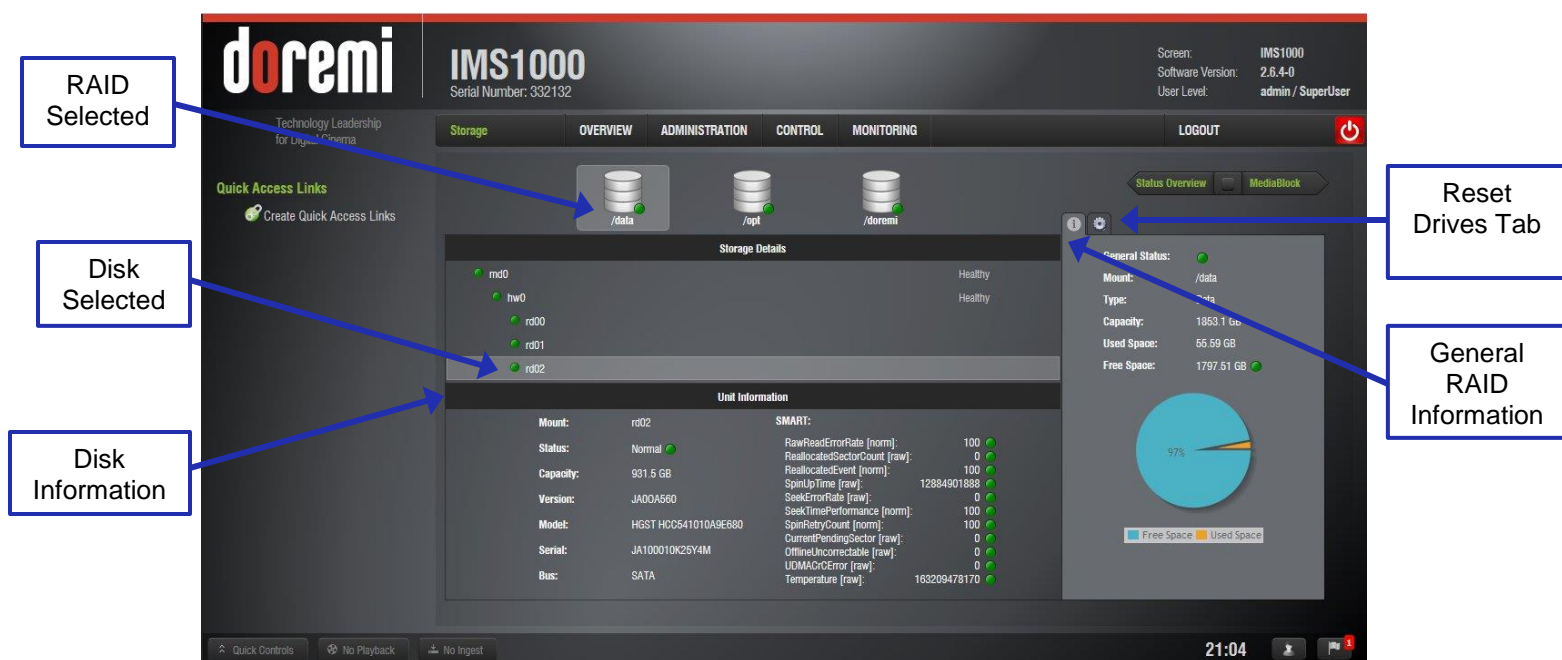 doremi
Technology Leadership
for Digital Cinema
IMS1000
Serial Number: 332132
Screen: IMS1000
Software Version: 2.6.4-0
User Level: admin / SuperUser
Storage OVERVIEW ADMINISTRATION CONTROL MONITORING LOGOUT
RAID
Selected
Disk
Selected
Disk
Information
Quick Access Links
Create Quick Access Links
/data /opt /doremi
Status Overview MediaBlock
Storage Details
md0 Healthy
hw0 Healthy
rd00
rd01
rd02
Unit Information
Mount: rd02
Status: Normal
Capacity: 931.5 GB
Version: JA0OA560
Model: HGST HCC541010A9E680
Serial: JA100010K25Y4M
Bus: SATA
SMART:
RawReadErrorRate [norm]: 100
ReallocatedSectorCount [raw]: 0
ReallocatedEvent [norm]: 100
SpinUpTime [raw]: 12884901888
SeekErrorRate [raw]: 0
SeekTimePerformance [norm]: 100
SpinRetryCount [norm]: 100
CurrentPendingSector [raw]: 0
OfflineUncorrectable [raw]: 0
UDMACrCError [raw]: 0
Temperature [raw]: 163209478170
General Status:
Mount: /data
Type: Data
Capacity: 1853.1 GB
Used Space: 55.59 GB
Free Space: 1797.51 GB
97%
Free Space Used Space
Reset
Drives Tab
General
RAID
Information
Quick Controls No Playback No Ingest 21:04 1